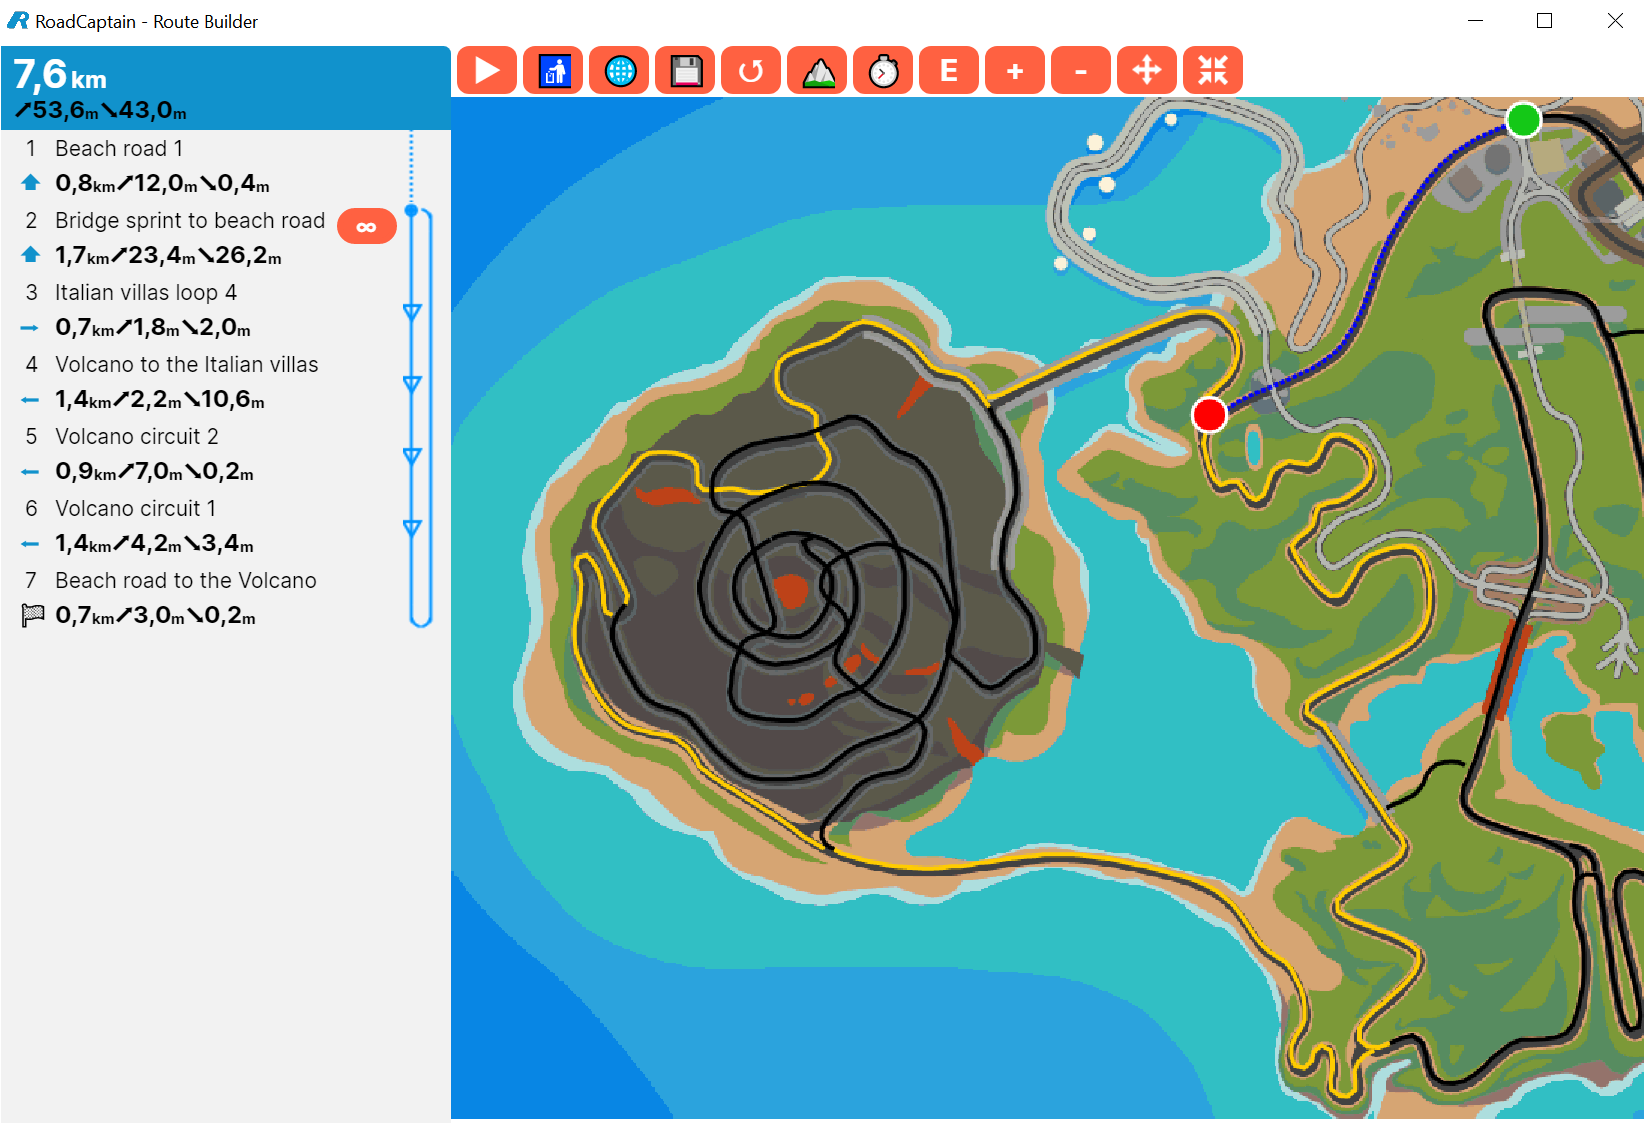 RoadCaptain - Route Builder
7,6 km
↗53,6m↘43,0m
E
+
-
1 Beach road 1
0,8km↗12,0m↘0,4m
2 Bridge sprint to beach road
∞
1,7km↗23,4m↘26,2m
3 Italian villas loop 4
0,7km↗1,8m↘2,0m
4 Volcano to the Italian villas
1,4km↗2,2m↘10,6m
5 Volcano circuit 2
0,9km↗7,0m↘0,2m
6 Volcano circuit 1
1,4km↗4,2m↘3,4m
7 Beach road to the Volcano
0,7km↗3,0m↘0,2m